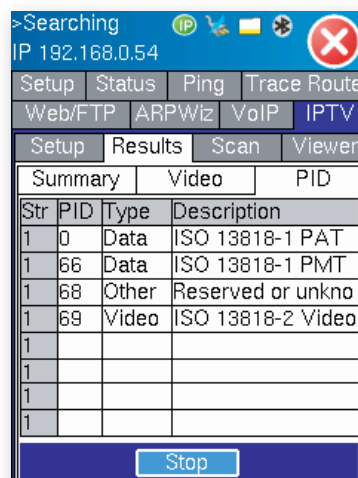 >Searching IP
IP 192.168.0.54
Setup Status Ping Trace Route
Web/FTP ARPWiz VoIP IPTV
Setup Results Scan Viewer
Summary Video PID
Str PID Type Description
1 0 Data ISO 13818-1 PAT
1 66 Data ISO 13818-1 PMT
1 68 Other Reserved or unkno
1 69 Video ISO 13818-2 Video
1
1
1
1
Stop